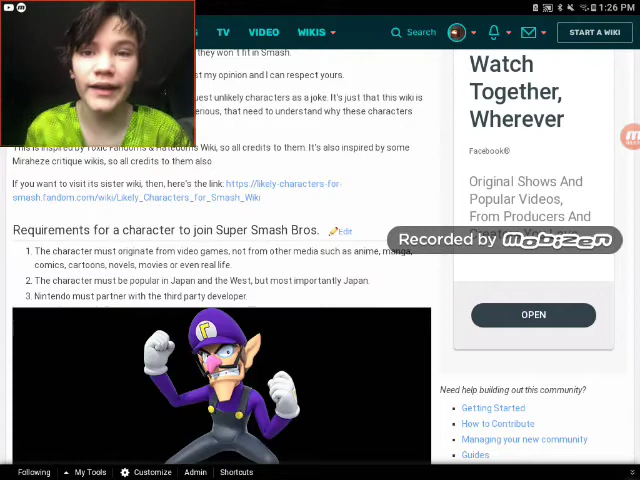 1:26 PM
TV VIDEO WIKIS Search START A WIKI
they won't fit in Smash.
st my opinion and I can respect yours.
uest unlikely characters as a joke. It's just that this wiki is
erious, that need to understand why these characters
This is inspired by Toxic Fandoms & Hatedoms Wiki, so all credits to them. It's also inspired by some
Miraheze critique wikis, so all credits to them also
If you want to visit its sister wiki, then, here's the link: https://likely-characters-for-
smash.fandom.com/wiki/Likely_Characters_for_Smash_Wiki
Requirements for a character to join Super Smash Bros. Edit
1. The character must originate from video games, not from other media such as anime, manga,
comics, cartoons, novels, movies or even real life.
2. The character must be popular in Japan and the West, but most importantly Japan.
3. Nintendo must partner with the third party developer.
Watch
Together,
Wherever
Facebook®
Original Shows And
Popular Videos,
From Producers And
Recorded by mobizen
OPEN
Need help building out this community?
Getting Started
How to Contribute
Managing your new community
Guides
Following My Tools Customize Admin Shortcuts